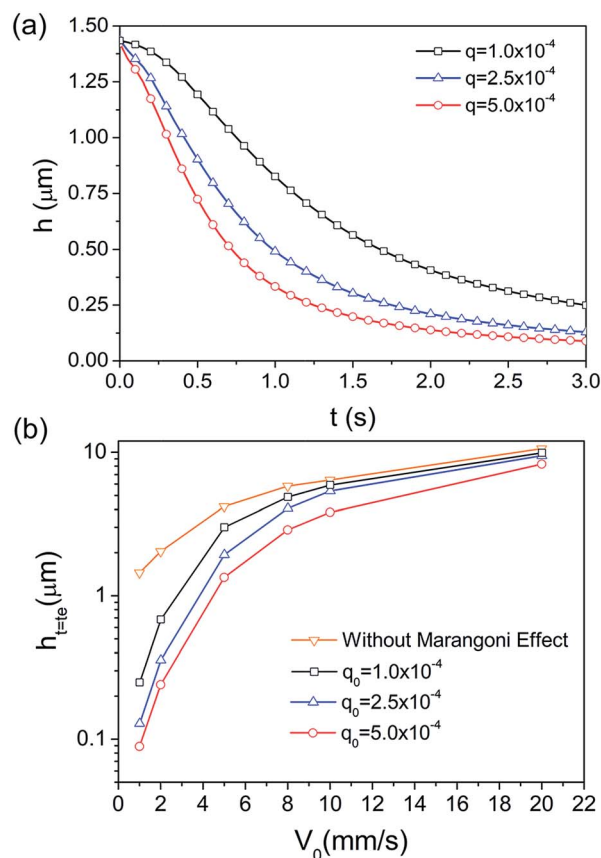 (a)
1.50
1.25
1.00
0.75
0.50
0.25
0.00
h (μm)
q=1.0x10⁻⁴
q=2.5x10⁻⁴
q=5.0x10⁻⁴
0.0 0.5 1.0 1.5 2.0 2.5 3.0
t (s)
(b)
10
1
0.1
h_{t=te}(μm)
Without Marangoni Effect
q₀=1.0x10⁻⁴
q₀=2.5x10⁻⁴
q₀=5.0x10⁻⁴
0 2 4 6 8 10 12 14 16 18 20 22
V₀(mm/s)